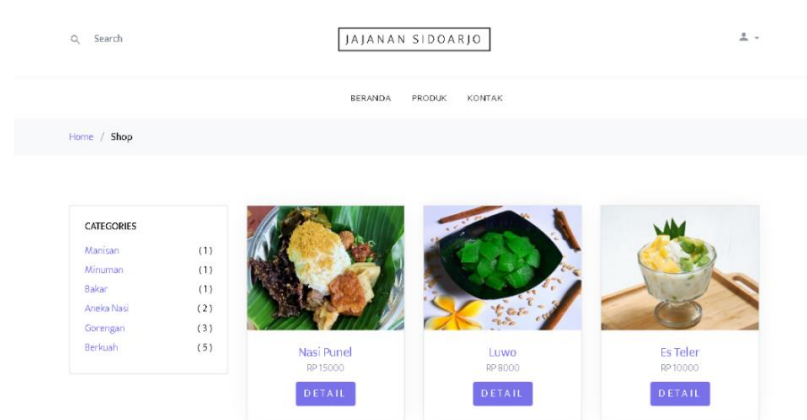 Search
JAJANAN SIDOARJO
BERANDA PRODUK KONTAK
Home / Shop
CATEGORIES
Manisan (1)
Minuman (1)
Bakar (1)
Aneka Nasi (2)
Gorengan (3)
Berkuah (5)
Nasi Punel
RP 15000
DETAIL
Luwo
RP 8000
DETAIL
Es Teler
RP 10000
DETAIL